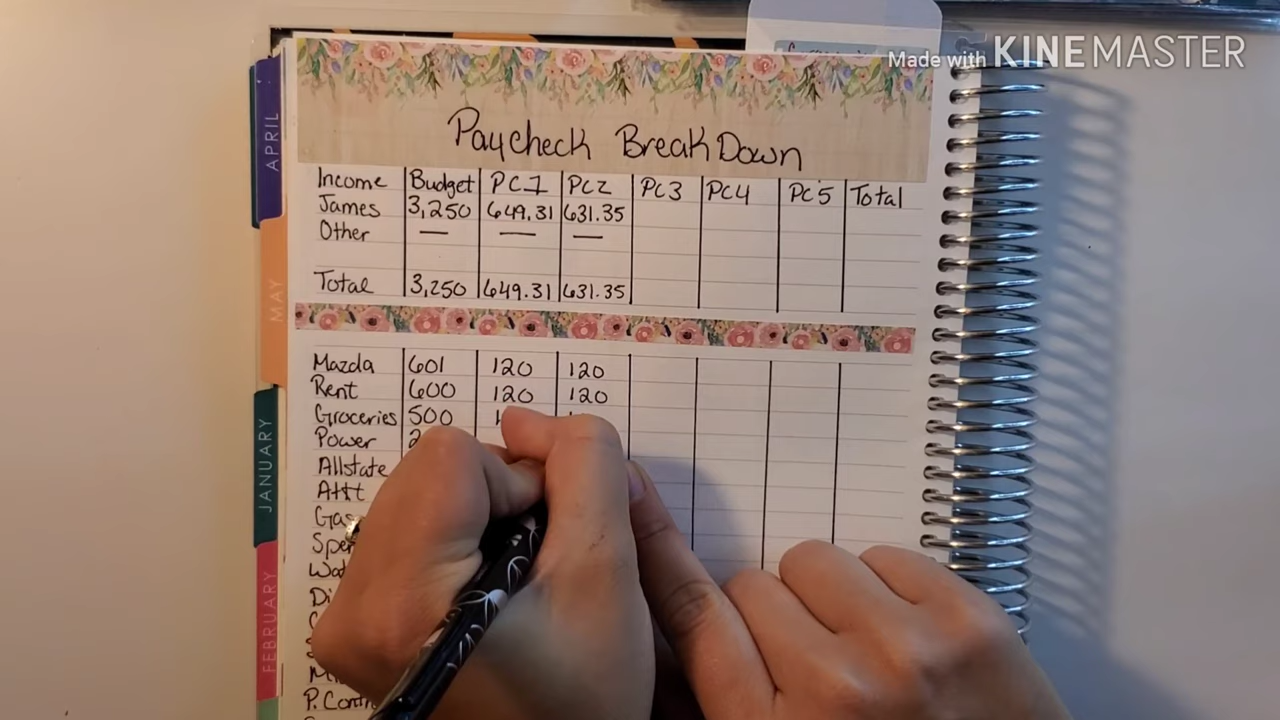 Made with KINEMASTER
Paycheck BreakDown
Income Budget PC1 PC2 PC3 PC4 PC5 Total
James 3,250 649.31 631.35
Other — — —
Total 3,250 649.31 631.35
Mazda 601 120 120
Rent 600 120 120
Groceries 500
Power
Allstate
At&t
Gas
APRIL
MAY
JANUARY
FEBRUARY